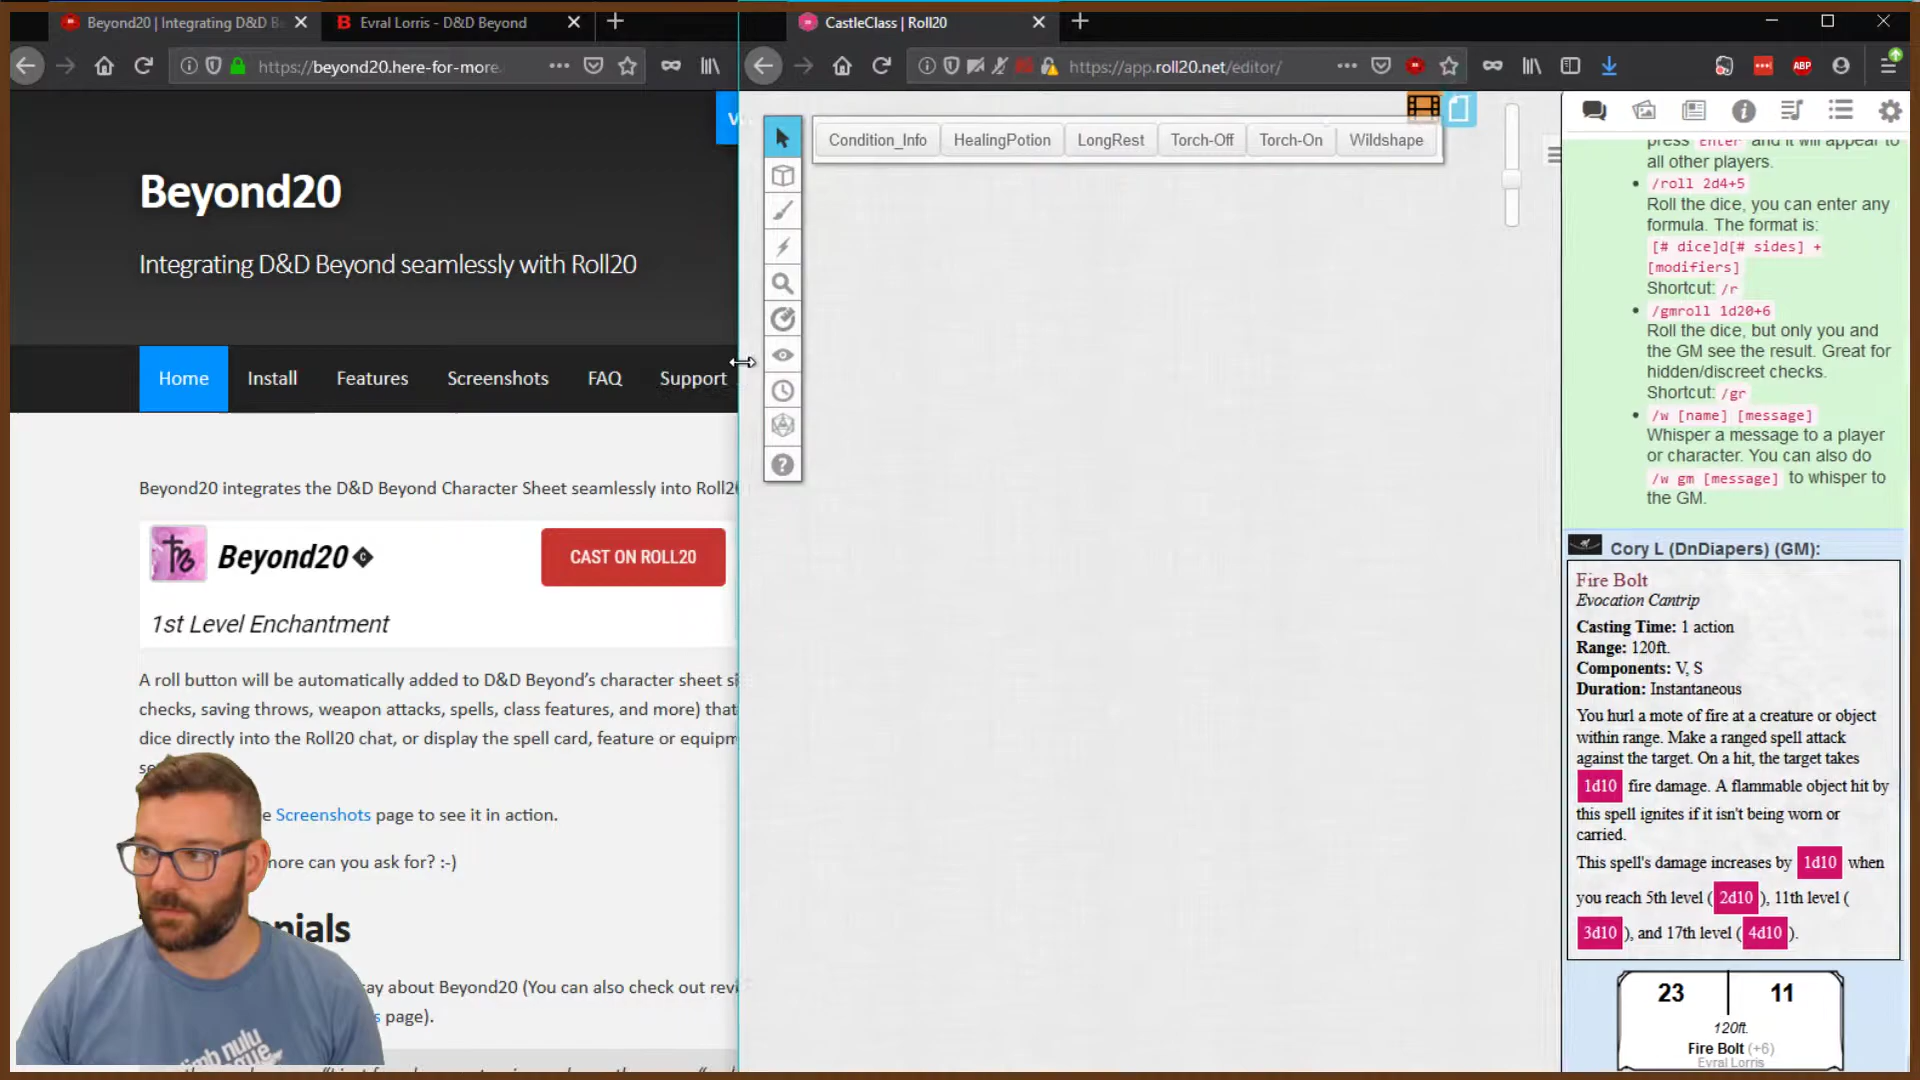 Beyond20 | Integrating D&D Be
Evral Lorris - D&D Beyond
CastleClass | Roll20
https://beyond20.here-for-more.
https://app.roll20.net/editor/
ABP
Beyond20
Integrating D&D Beyond seamlessly with Roll20
Home
Install
Features
Screenshots
FAQ
Support
Beyond20 integrates the D&D Beyond Character Sheet seamlessly into Roll2
Beyond20
CAST ON ROLL20
1st Level Enchantment
A roll button will be automatically added to D&D Beyond's character sheet s
checks, saving throws, weapon attacks, spells, class features, and more) that
dice directly into the Roll20 chat, or display the spell card, feature or equipm
se
e Screenshots page to see it in action.
more can you ask for? :-)
nials
say about Beyond20 (You can also check out revi
s page).
Condition_Info
HealingPotion
LongRest
Torch-Off
Torch-On
Wildshape
press Enter and it will appear to
all other players.
• /roll 2d4+5
Roll the dice, you can enter any
formula. The format is:
[# dice]d[# sides] +
[modifiers]
Shortcut: /r
• /gmroll 1d20+6
Roll the dice, but only you and
the GM see the result. Great for
hidden/discreet checks.
Shortcut: /gr
• /w [name] [message]
Whisper a message to a player
or character. You can also do
/w gm [message] to whisper to
the GM.
Cory L (DnDiapers) (GM):
Fire Bolt
Evocation Cantrip
Casting Time: 1 action
Range: 120ft.
Components: V, S
Duration: Instantaneous
You hurl a mote of fire at a creature or object
within range. Make a ranged spell attack
against the target. On a hit, the target takes
1d10 fire damage. A flammable object hit by
this spell ignites if it isn't being worn or
carried.
This spell's damage increases by 1d10 when
you reach 5th level ( 2d10 ), 11th level (
3d10 ), and 17th level ( 4d10 ).
23 11
120ft.
Fire Bolt (+6)
Evral Lorris